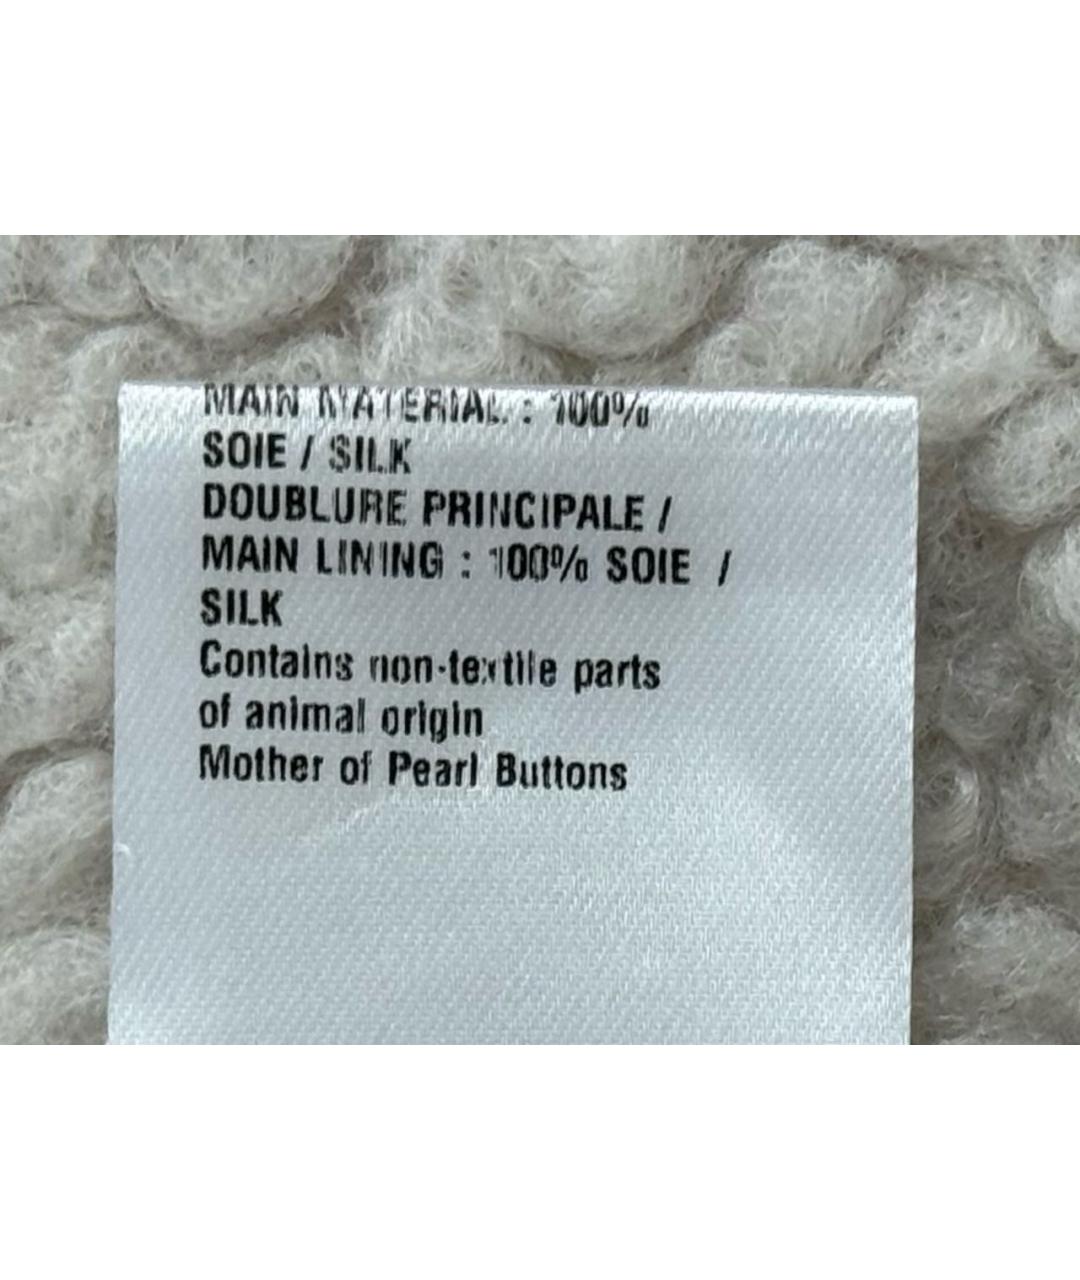 MAIN MATERIAL : 100%
SOIE / SILK
DOUBLURE PRINCIPALE /
MAIN LINING : 100% SOIE /
SILK
Contains non-textile parts
of animal origin
Mother of Pearl Buttons